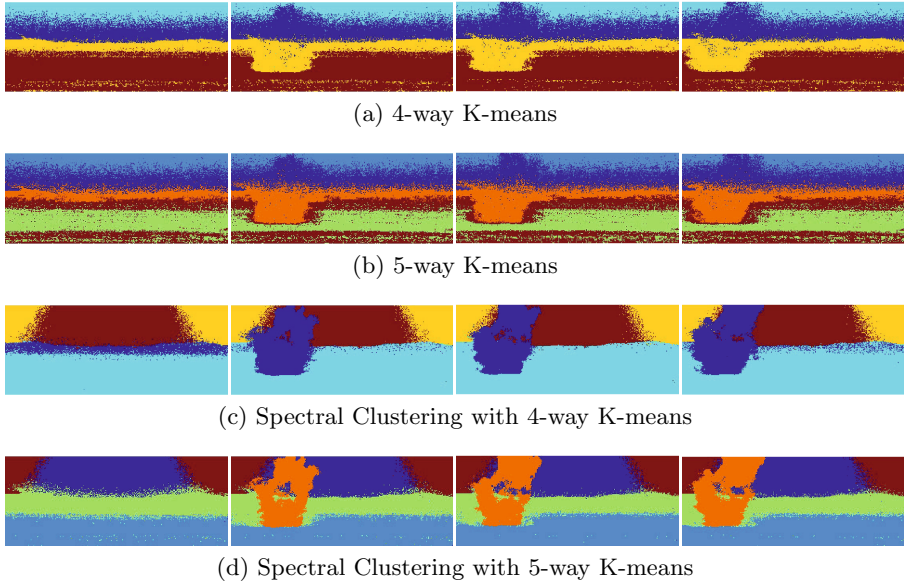 (a) 4-way K-means
(b) 5-way K-means
(c) Spectral Clustering with 4-way K-means
(d) Spectral Clustering with 5-way K-means